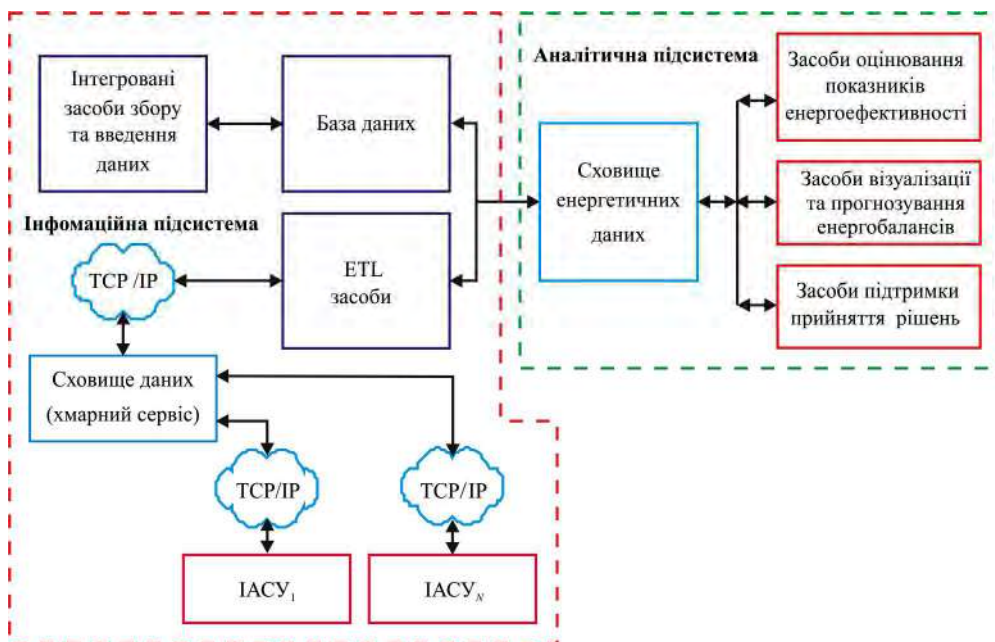 Інтегровані
засоби збору
та введення
даних
База даних
Інфомаційна підсистема
TCP /IP
ETL
засоби
Сховище даних
(хмарний сервіс)
TCP/IP
TCP/IP
ІАСУ₁
ІАСУ_N
Аналітична підсистема
Сховище
енергетичних
даних
Засоби оцінювання
показників
енергоефективності
Засоби візуалізації
та прогнозування
енергобалансів
Засоби підтримки
прийняття рішень